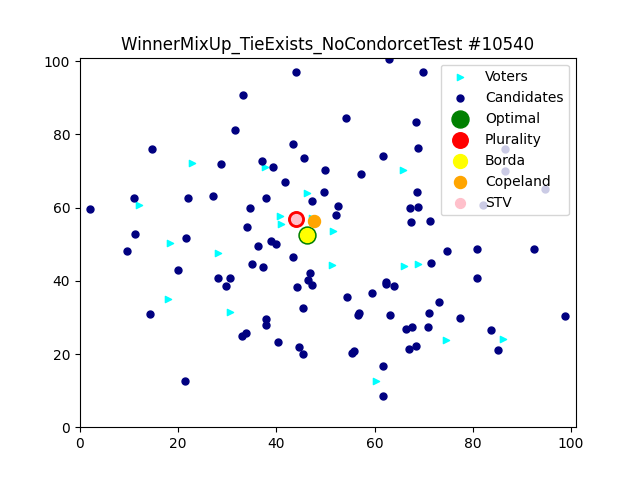 WinnerMixUp_TieExists_NoCondorcetTest #10540
Voters
Candidates
Optimal
Plurality
Borda
Copeland
STV
100
80
60
40
20
0
0 20 40 60 80 100